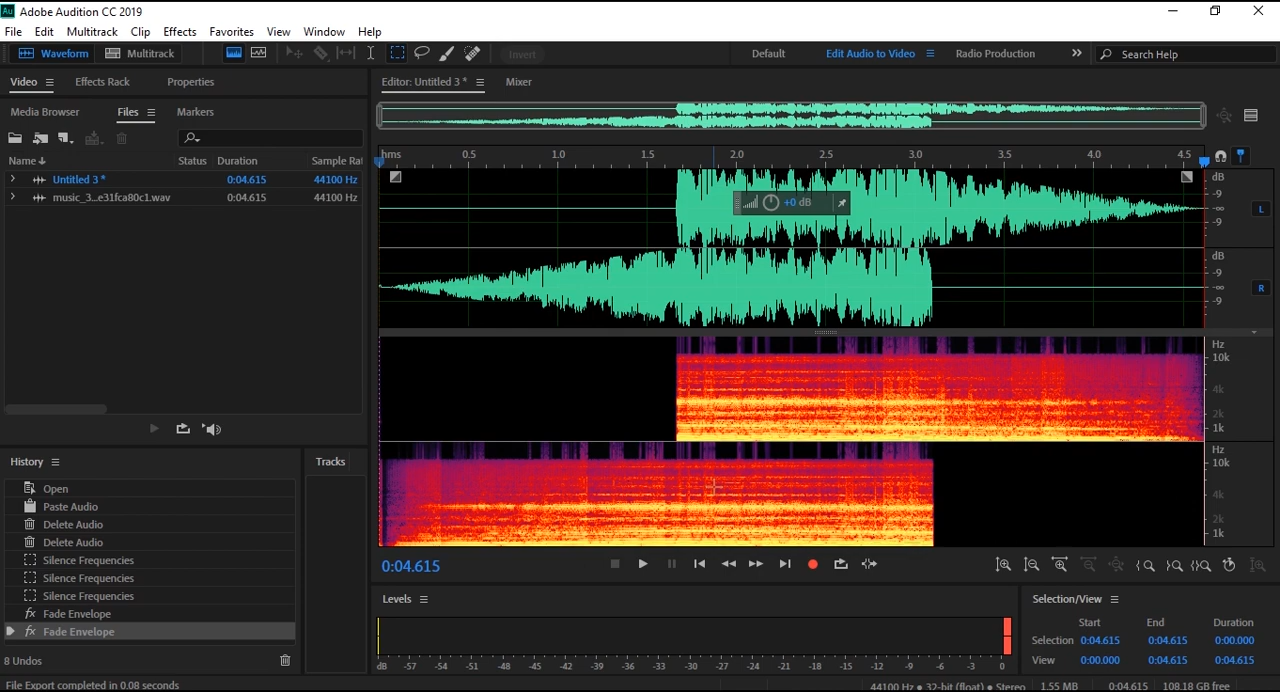 Au Adobe Audition CC 2019
File Edit Multitrack Clip Effects Favorites View Window Help
Waveform Multitrack Invert Default Edit Audio to Video Radio Production Search Help
Video Effects Rack Properties Editor: Untitled 3 * Mixer
Media Browser Files Markers
Name Status Duration Sample Rat
Untitled 3 * 0:04.615 44100 Hz
music_3...e31fca80c1.wav 0:04.615 44100 Hz
hms 0.5 1.0 1.5 2.0 2.5 3.0 3.5 4.0 4.5
dB
-9
-∞
-9
L
+0 dB
dB
-9
-∞
-9
R
Hz
10k
4k
2k
1k
Hz
10k
4k
2k
1k
History Tracks
Open
Paste Audio
Delete Audio
Delete Audio
Silence Frequencies
Silence Frequencies
Silence Frequencies
fx Fade Envelope
fx Fade Envelope
8 Undos
0:04.615
Levels
dB -57 -54 -51 -48 -45 -42 -39 -36 -33 -30 -27 -24 -21 -18 -15 -12 -9 -6 -3 0
Selection/View
Start End Duration
Selection 0:04.615 0:04.615 0:00.000
View 0:00.000 0:04.615 0:04.615
File Export completed in 0.08 seconds
44100 Hz • 32-bit (float) • Stereo 1.55 MB 0:04.615 108.18 GB free